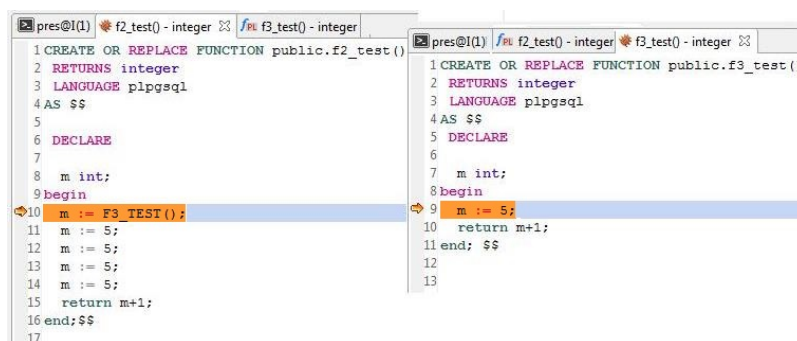 pres@I(1) f2_test() - integer fPL f3_test() - integer
1 CREATE OR REPLACE FUNCTION public.f2_test()
2 RETURNS integer
3 LANGUAGE plpgsql
4 AS $$
5
6 DECLARE
7
8 m int;
9 begin
10 m := F3_TEST();
11 m := 5;
12 m := 5;
13 m := 5;
14 m := 5;
15 return m+1;
16 end;$$
17
pres@I(1) fPL f2_test() - integer f3_test() - integer
1 CREATE OR REPLACE FUNCTION public.f3_test(
2 RETURNS integer
3 LANGUAGE plpgsql
4 AS $$
5 DECLARE
6
7 m int;
8 begin
9 m := 5;
10 return m+1;
11 end; $$
12
13